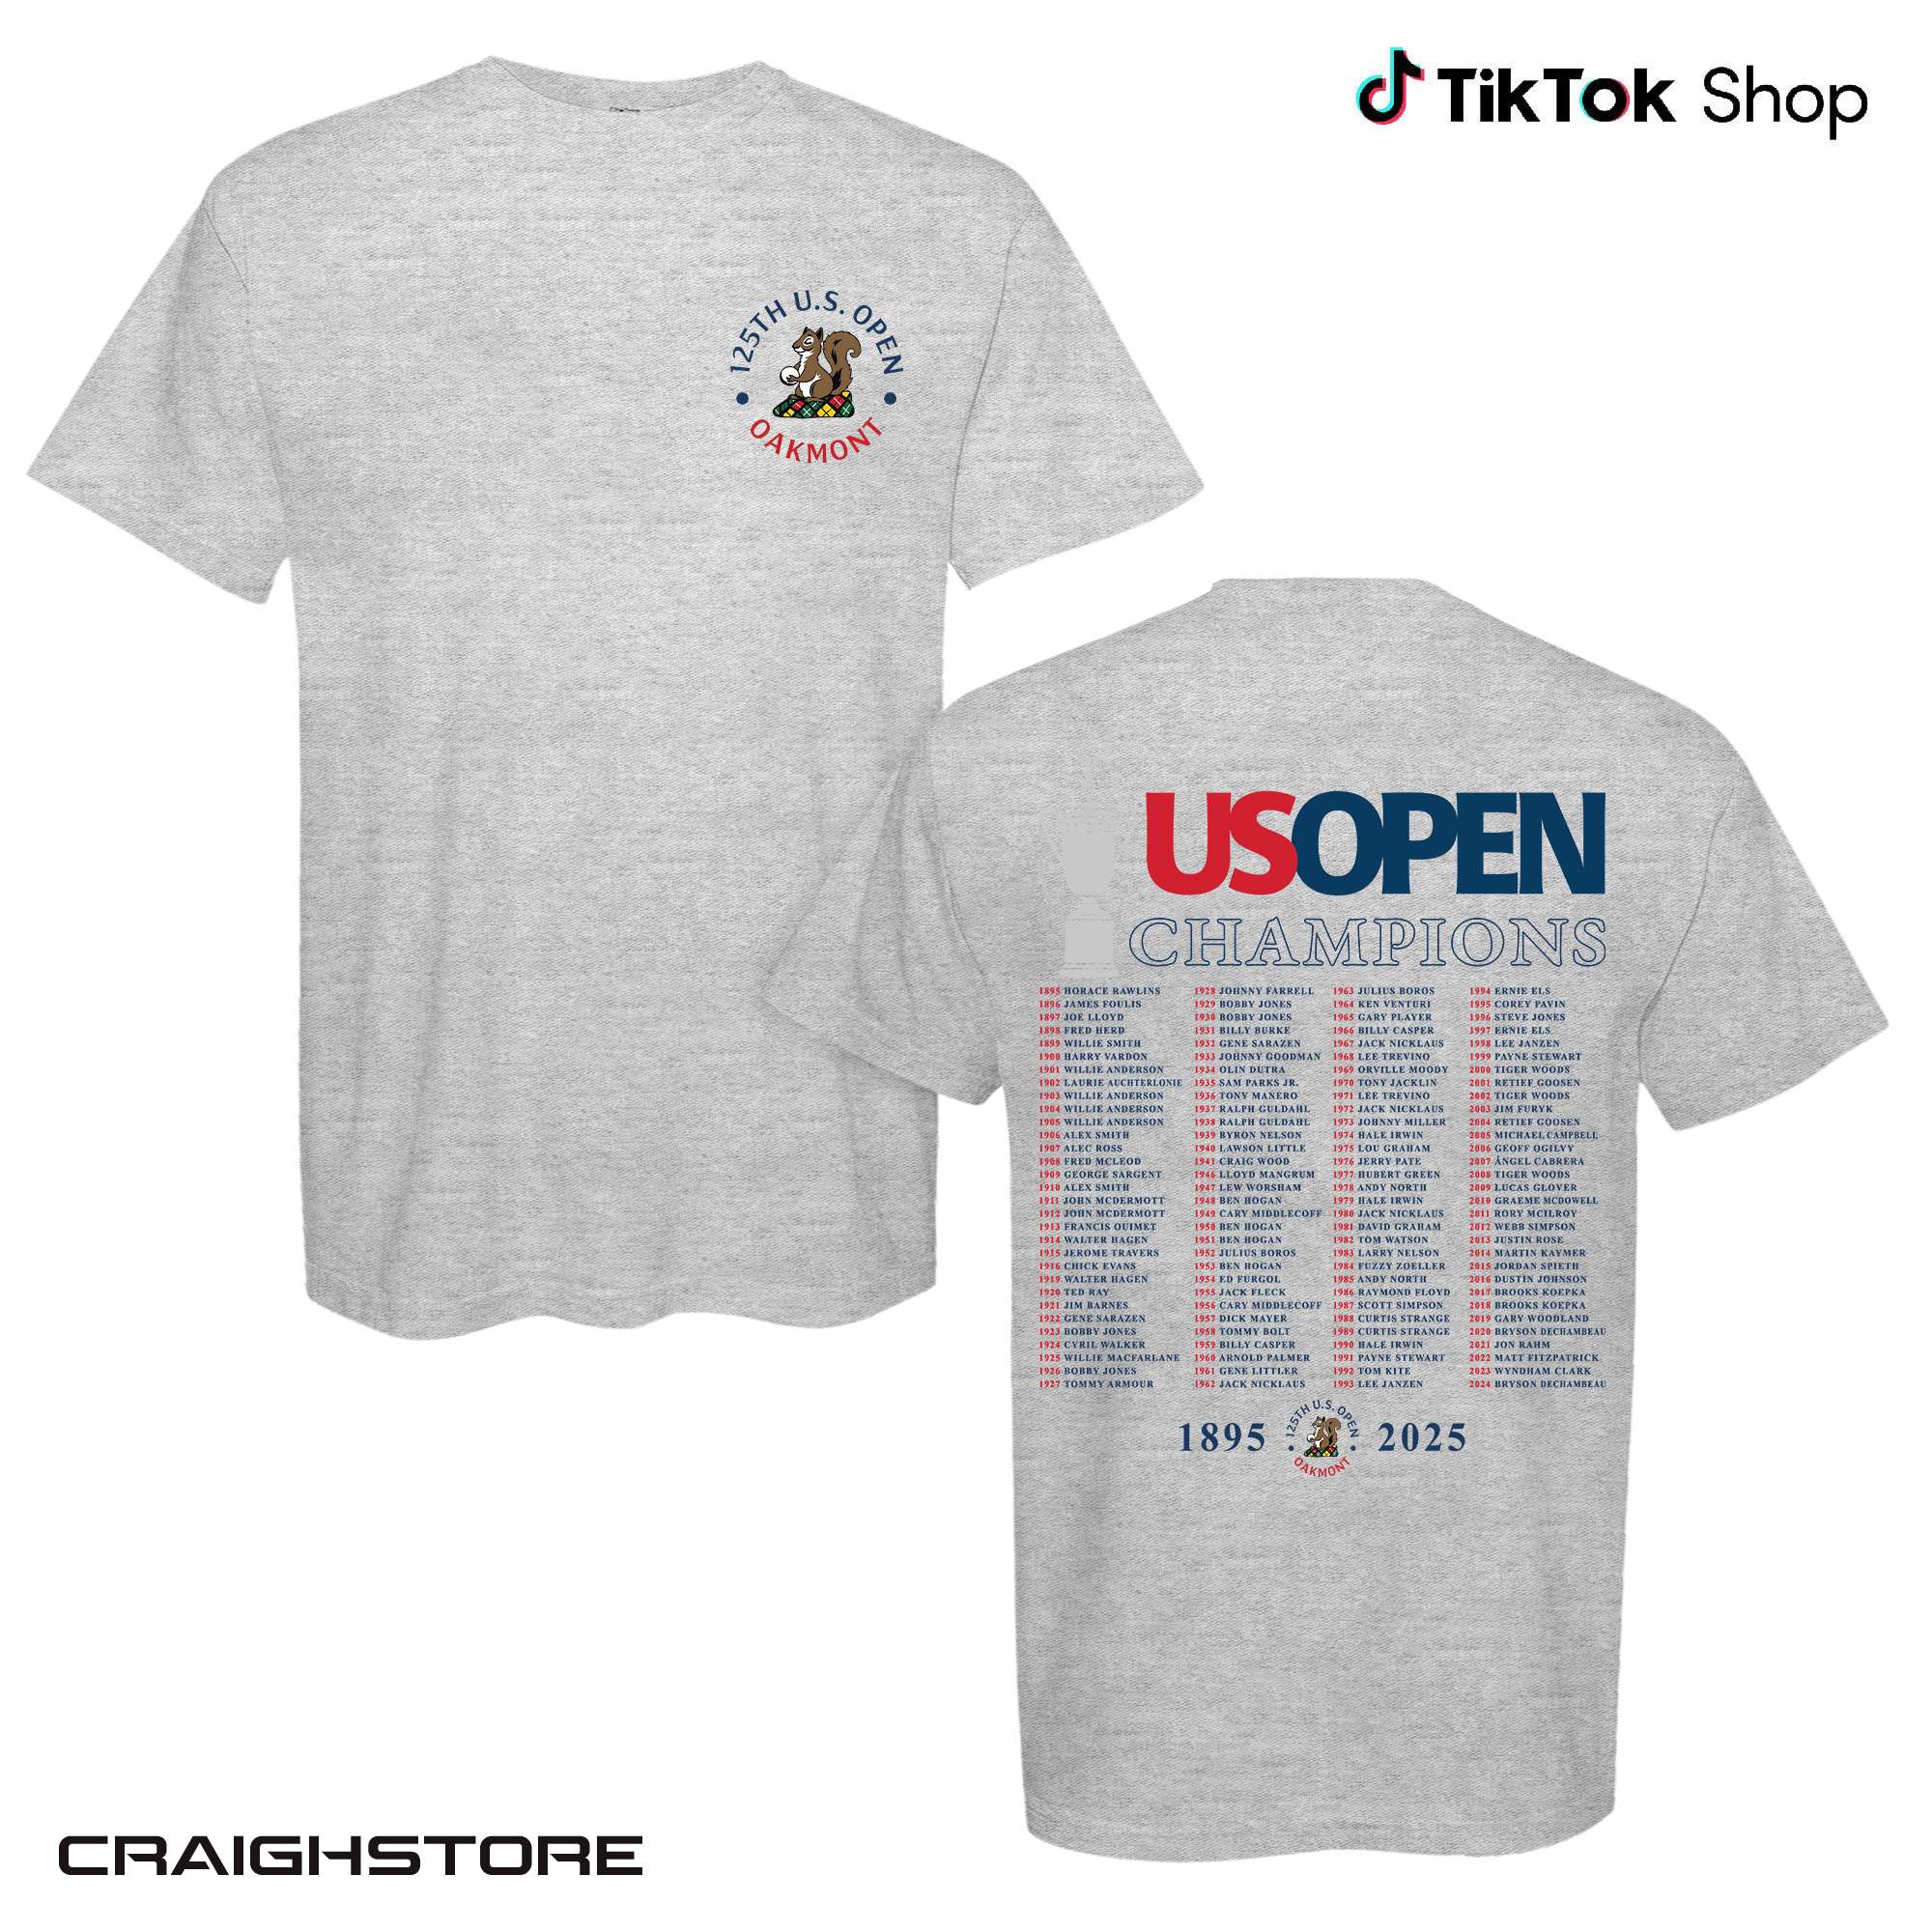 TikTok Shop
125TH U.S. OPEN
OAKMONT
USOPEN
CHAMPIONS
1895 HORACE RAWLINS
1896 JAMES FOULIS
1897 JOE LLOYD
1898 FRED HERD
1899 WILLIE SMITH
1900 HARRY VARDON
1901 WILLIE ANDERSON
1902 LAURIE AUCHTERLONIE
1903 WILLIE ANDERSON
1904 WILLIE ANDERSON
1905 WILLIE ANDERSON
1906 ALEX SMITH
1907 ALEC ROSS
1908 FRED MCLEOD
1909 GEORGE SARGENT
1910 ALEX SMITH
1911 JOHN MCDERMOTT
1912 JOHN MCDERMOTT
1913 FRANCIS OUIMET
1914 WALTER HAGEN
1915 JEROME TRAVERS
1916 CHICK EVANS
1919 WALTER HAGEN
1920 TED RAY
1921 JIM BARNES
1922 GENE SARAZEN
1923 BOBBY JONES
1924 CYRIL WALKER
1925 WILLIE MACFARLANE
1926 BOBBY JONES
1927 TOMMY ARMOUR
1928 JOHNNY FARRELL
1929 BOBBY JONES
1930 BOBBY JONES
1931 BILLY BURKE
1932 GENE SARAZEN
1933 JOHNNY GOODMAN
1934 OLIN DUTRA
1935 SAM PARKS JR.
1936 TONY MANERO
1937 RALPH GULDAHL
1938 RALPH GULDAHL
1939 BYRON NELSON
1940 LAWSON LITTLE
1941 CRAIG WOOD
1946 LLOYD MANGRUM
1947 LEW WORSHAM
1948 BEN HOGAN
1949 CARY MIDDLECOFF
1950 BEN HOGAN
1951 BEN HOGAN
1952 JULIUS BOROS
1953 BEN HOGAN
1954 ED FURGOL
1955 JACK FLECK
1956 CARY MIDDLECOFF
1957 DICK MAYER
1958 TOMMY BOLT
1959 BILLY CASPER
1960 ARNOLD PALMER
1961 GENE LITTLER
1962 JACK NICKLAUS
1963 JULIUS BOROS
1964 KEN VENTURI
1965 GARY PLAYER
1966 BILLY CASPER
1967 JACK NICKLAUS
1968 LEE TREVINO
1969 ORVILLE MOODY
1970 TONY JACKLIN
1971 LEE TREVINO
1972 JACK NICKLAUS
1973 JOHNNY MILLER
1974 HALE IRWIN
1975 LOU GRAHAM
1976 JERRY PATE
1977 HUBERT GREEN
1978 ANDY NORTH
1979 HALE IRWIN
1980 JACK NICKLAUS
1981 DAVID GRAHAM
1982 TOM WATSON
1983 LARRY NELSON
1984 FUZZY ZOELLER
1985 ANDY NORTH
1986 RAYMOND FLOYD
1987 SCOTT SIMPSON
1988 CURTIS STRANGE
1989 CURTIS STRANGE
1990 HALE IRWIN
1991 PAYNE STEWART
1992 TOM KITE
1993 LEE JANZEN
1994 ERNIE ELS
1995 COREY PAVIN
1996 STEVE JONES
1997 ERNIE ELS
1998 LEE JANZEN
1999 PAYNE STEWART
2000 TIGER WOODS
2001 RETIEF GOOSEN
2002 TIGER WOODS
2003 JIM FURYK
2004 RETIEF GOOSEN
2005 MICHAEL CAMPBELL
2006 GEOFF OGILVY
2007 ÁNGEL CABRERA
2008 TIGER WOODS
2009 LUCAS GLOVER
2010 GRAEME MCDOWELL
2011 RORY MCILROY
2012 WEBB SIMPSON
2013 JUSTIN ROSE
2014 MARTIN KAYMER
2015 JORDAN SPIETH
2016 DUSTIN JOHNSON
2017 BROOKS KOEPKA
2018 BROOKS KOEPKA
2019 GARY WOODLAND
2020 BRYSON DECHAMBEAU
2021 JON RAHM
2022 MATT FITZPATRICK
2023 WYNDHAM CLARK
2024 BRYSON DECHAMBEAU
1895
125TH U.S. OPEN
OAKMONT
2025
CRAIGHSTORE